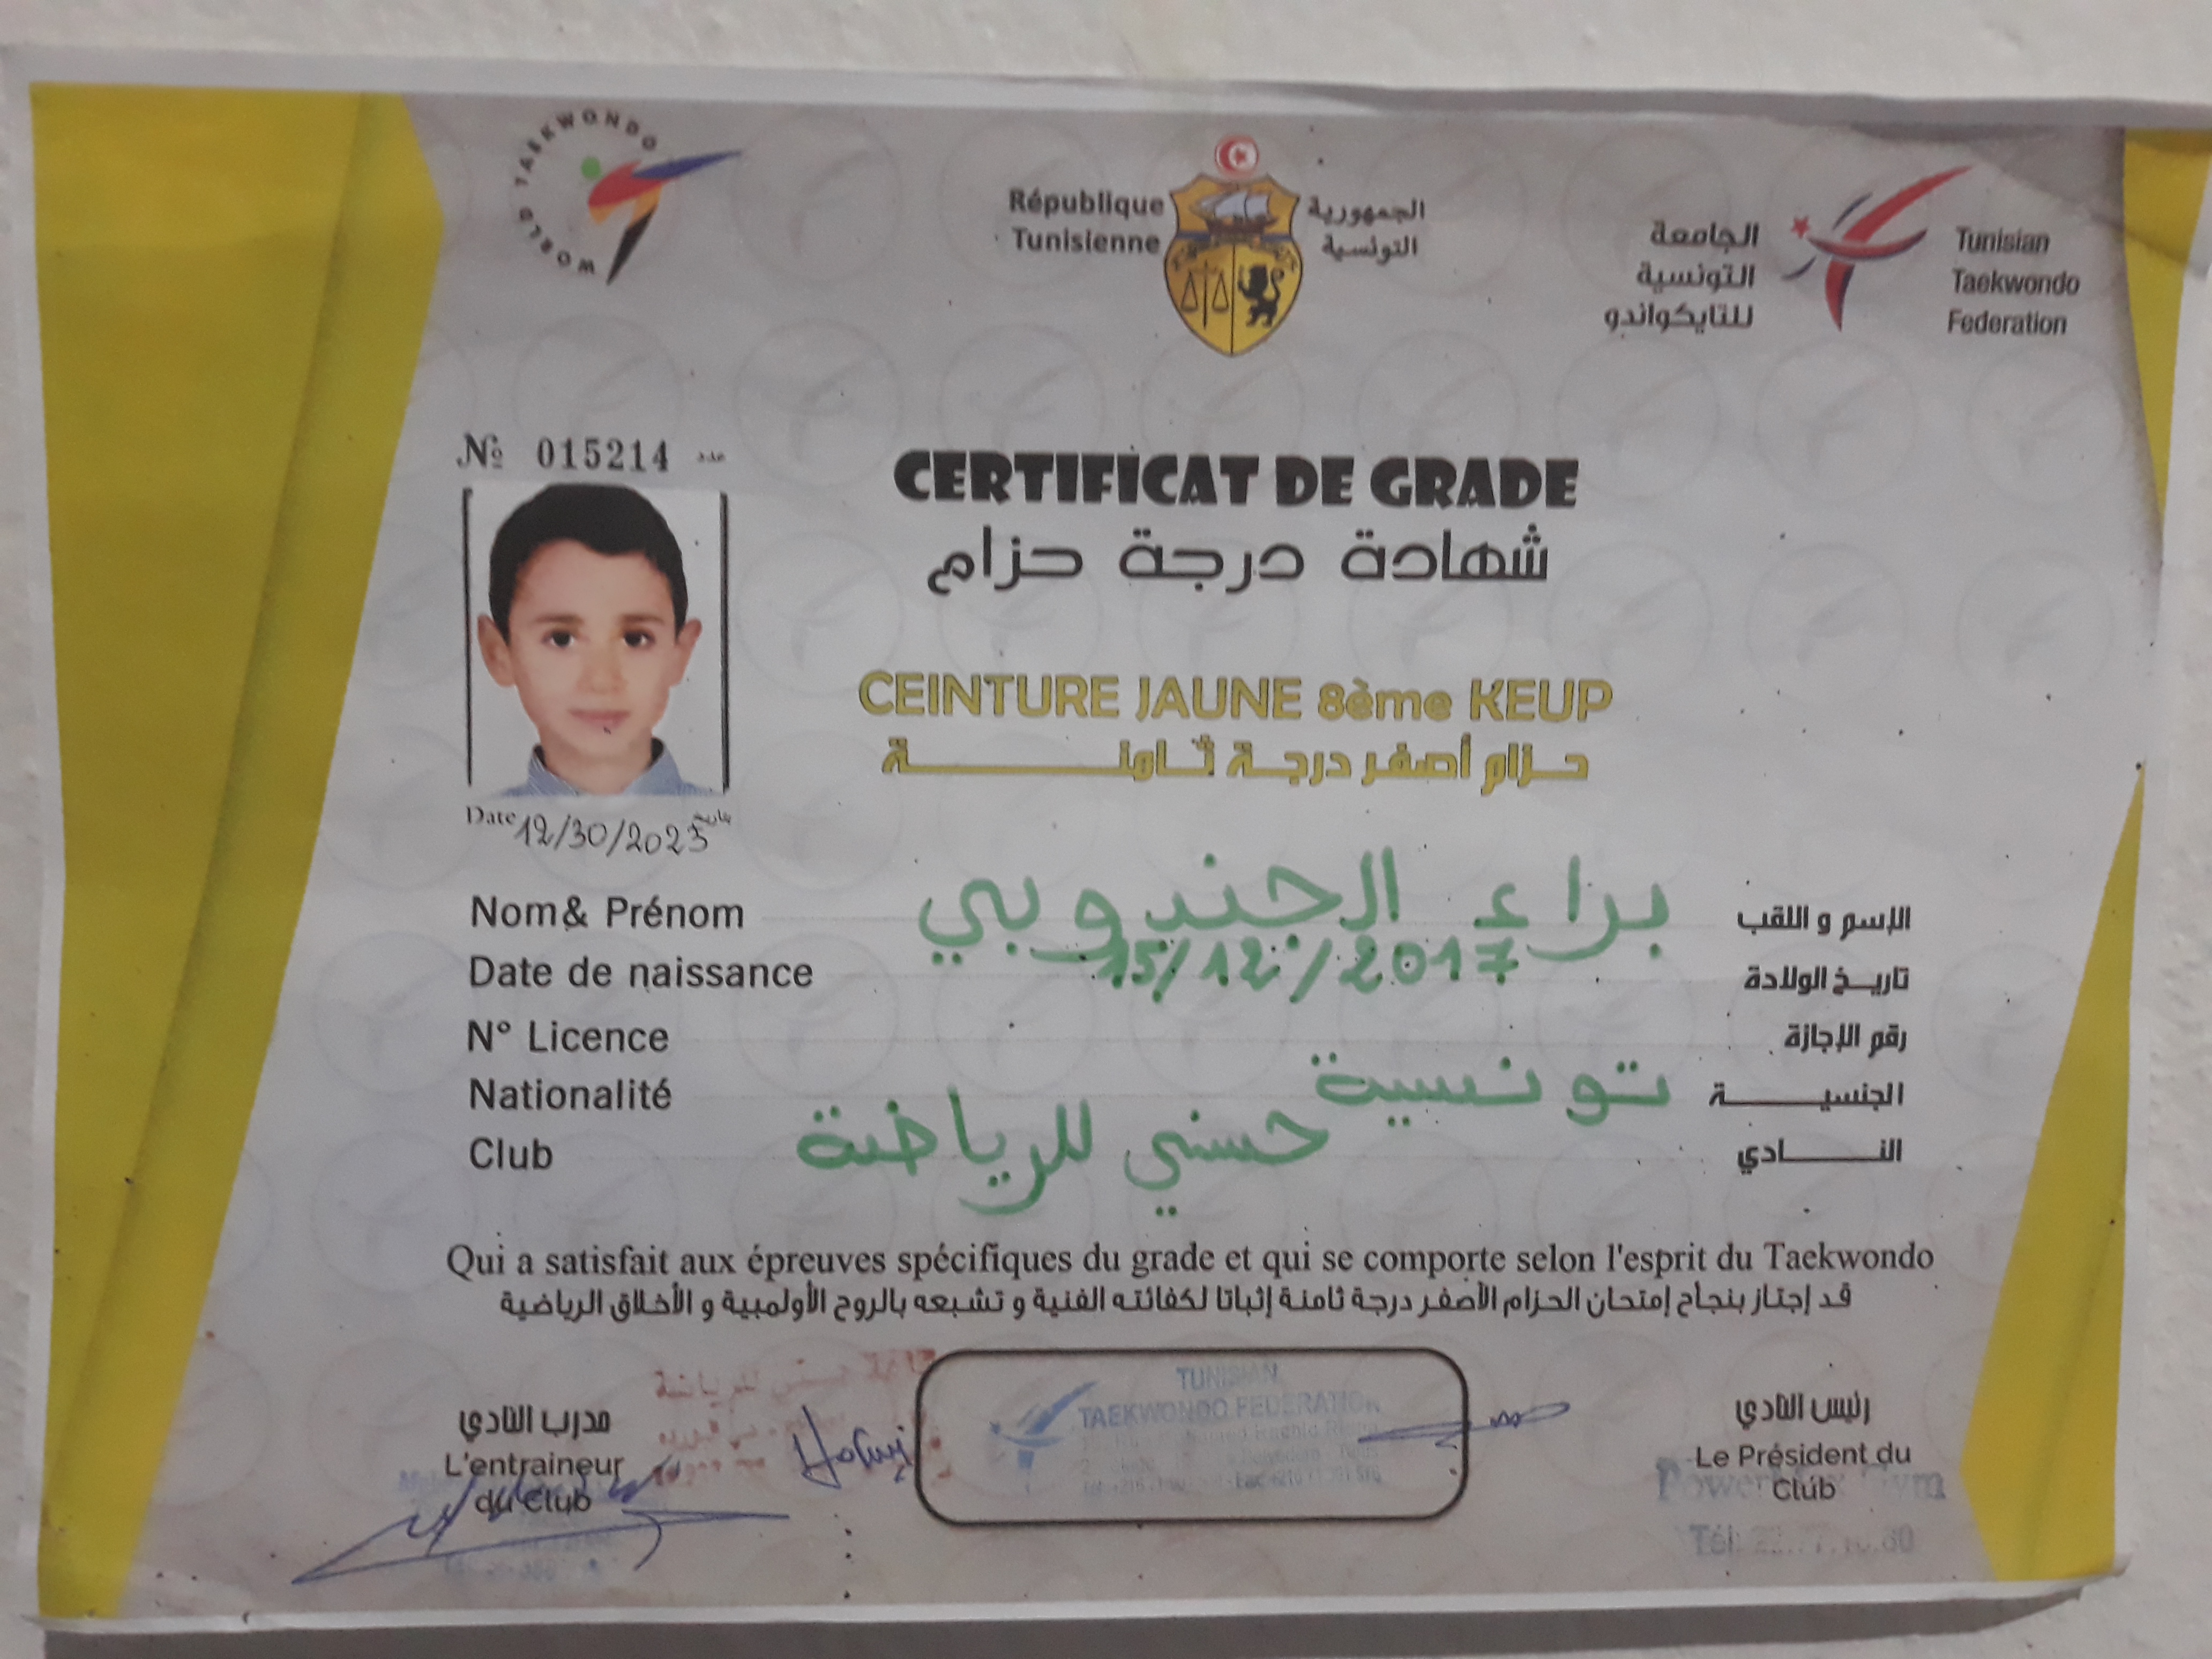 WORLD TAEKWONDO
République
Tunisienne
الجمهورية
التونسية
الجامعة
التونسية
للتايكواندو
Tunisian
Taekwondo
Federation
№ 015214 عدد
CERTIFICAT DE GRADE
شهادة درجة حزام
CEINTURE JAUNE 8ème KEUP
حزام أصفر درجة ثامنة
Date 12/30/2023 تاريخ
Nom& Prénom براء الجندوبي الإسم و اللقب
Date de naissance 15/12/2017 تاريخ الولادة
N° Licence رقم الإجازة
Nationalité تونسية الجنسية
Club حسني للرياضة النادي
Qui a satisfait aux épreuves spécifiques du grade et qui se comporte selon l'esprit du Taekwondo
قد إجتاز بنجاح إمتحان الحزام الأصفر درجة ثامنة إثباتا لكفائته الفنية و تشبعه بالروح الأولمبية و الأخلاق الرياضية
مدرب النادي
L'entraineur
du Club
TUNISIAN
TAEKWONDO FEDERATION
رئيس النادي
Le Président du
Club